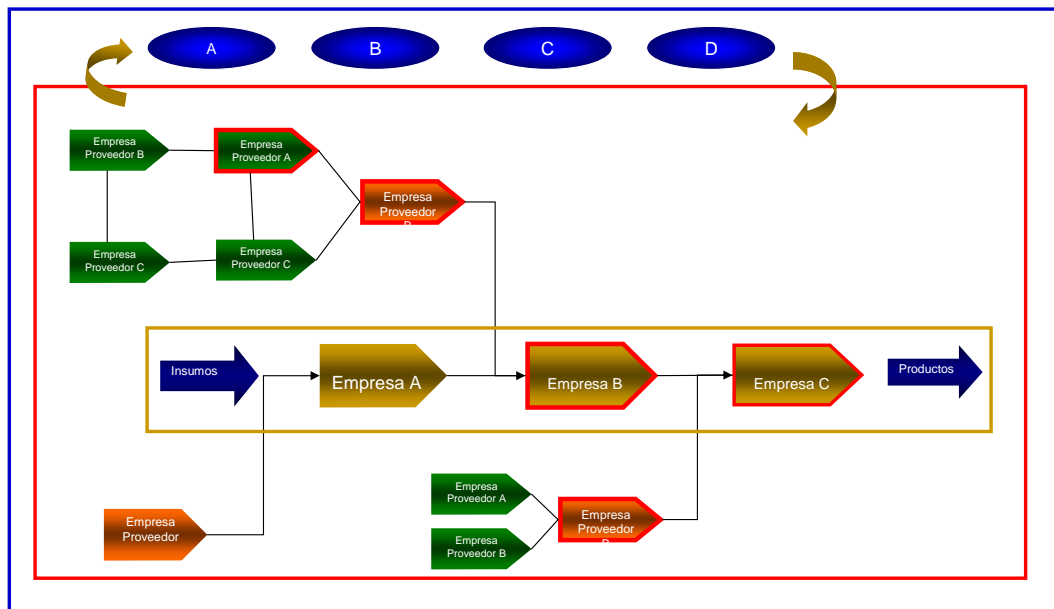 A
B
C
D
Empresa
Proveedor B
Empresa
Proveedor A
Empresa
Proveedor
Empresa
Proveedor C
Empresa
Proveedor C
Insumos
Empresa A
Empresa B
Empresa C
Productos
Empresa
Proveedor A
Empresa
Proveedor
Empresa
Proveedor
Empresa
Proveedor B